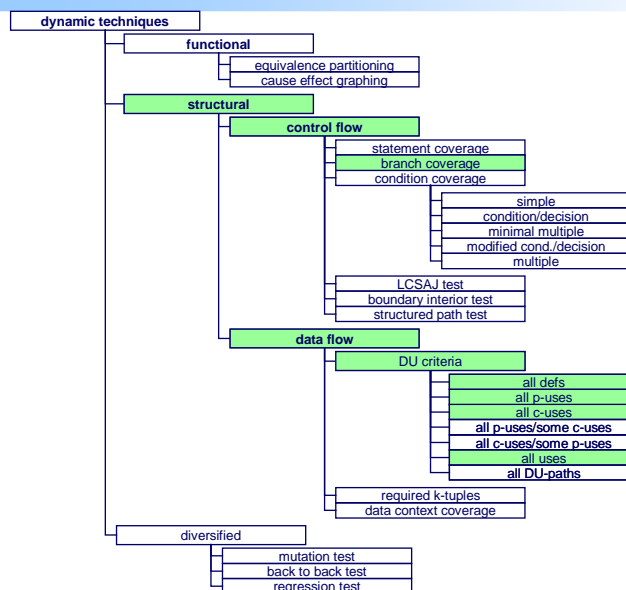 dynamic techniques
functional
equivalence partitioning
cause effect graphing
structural
control flow
statement coverage
branch coverage
condition coverage
simple
condition/decision
minimal multiple
modified cond./decision
multiple
LCSAJ test
boundary interior test
structured path test
data flow
DU criteria
all defs
all p-uses
all c-uses
all p-uses/some c-uses
all c-uses/some p-uses
all uses
all DU-paths
required k-tuples
data context coverage
diversified
mutation test
back to back test
regression test